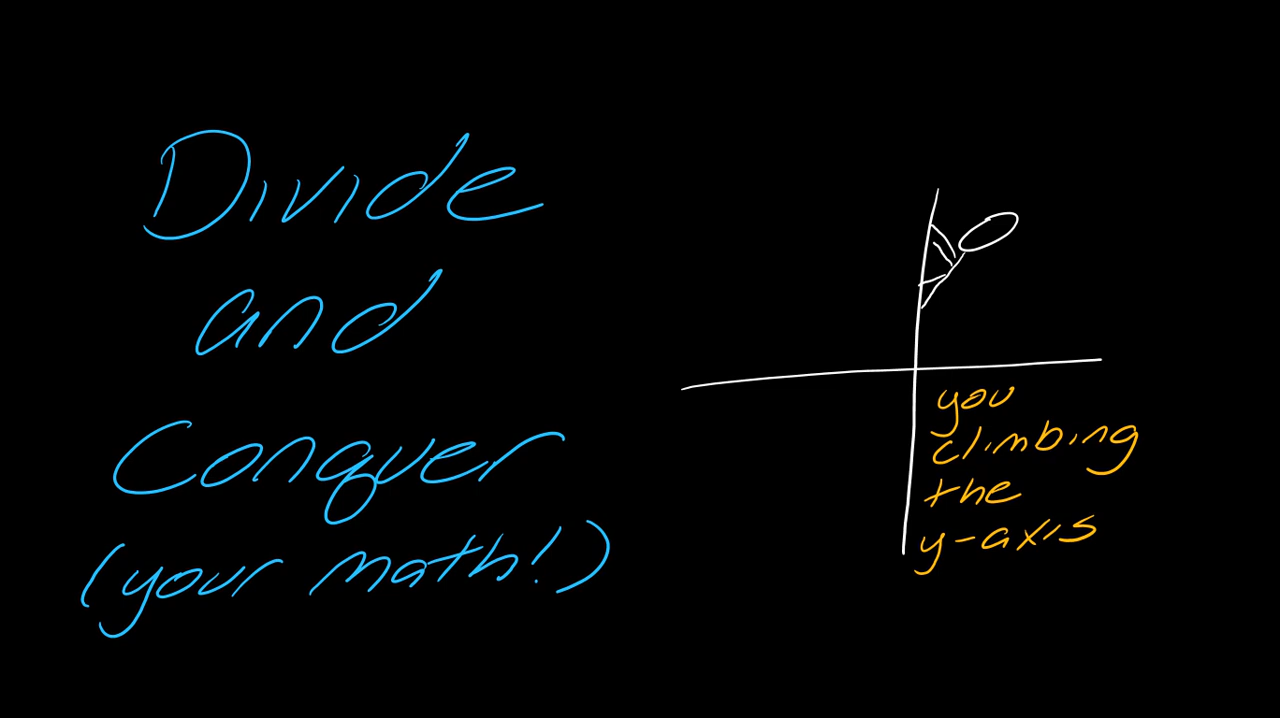 Divide
and
Conquer
(your math!)
you
climbing
the
y-axis